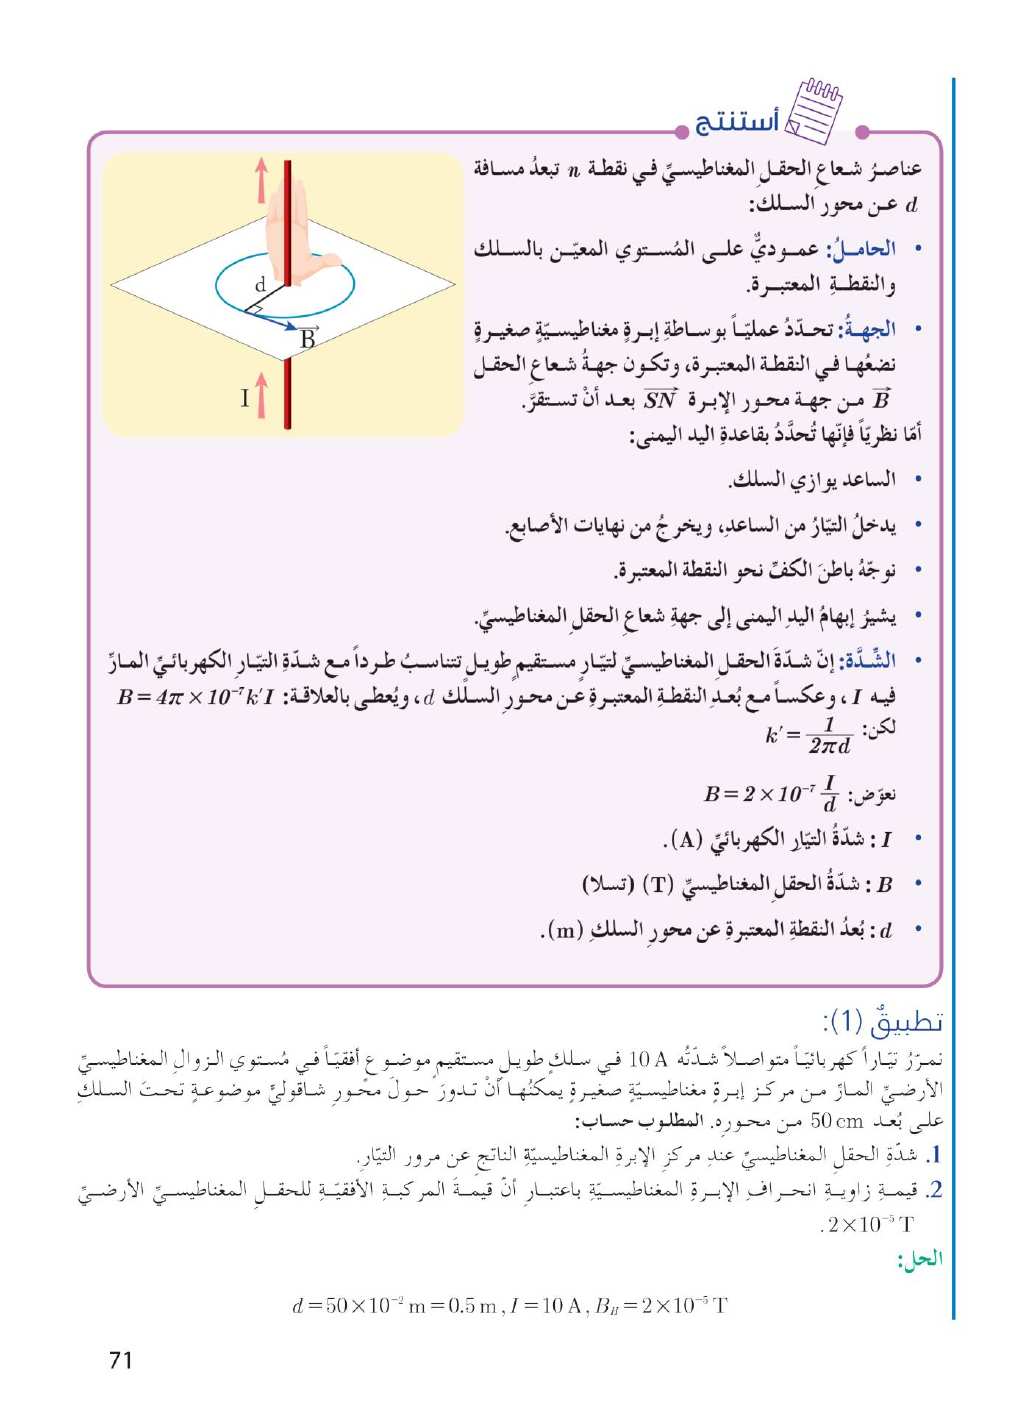 أستنتج
عناصرُ شعاعِ الحقلِ المغناطيسيِّ في نقطة n تبعدُ مسافة
d عن محور السلك:
• الحاملُ: عموديٌّ على المُستوي المعيّن بالسلك
والنقطةِ المعتبرة.
• الجهةُ: تحدّدُ عمليّاً بوساطةِ إبرةٍ مغناطيسيّةٍ صغيرةٍ
نضعُها في النقطة المعتبرة، وتكون جهةُ شعاعِ الحقل
B⃗ من جهة محور الإبرة SN⃗ بعد أنْ تستقرَّ.
أمّا نظريّاً فإنّها تُحدَّدُ بقاعدةِ اليد اليمنى:
d
B⃗
I
• الساعد يوازي السلك.
• يدخلُ التيّارُ من الساعدِ، ويخرجُ من نهايات الأصابع.
• نوجّهُ باطنَ الكفِّ نحو النقطة المعتبرة.
• يشيرُ إبهامُ اليدِ اليمنى إلى جهةِ شعاعِ الحقلِ المغناطيسيِّ.
• الشِّدَّة: إنّ شدّةَ الحقلِ المغناطيسيِّ لتيّارٍ مستقيمٍ طويلٍ تتناسبُ طرداً مع شدّةِ التيّارِ الكهربائيِّ المارِّ
فيه I ، وعكساً مع بُعدِ النقطةِ المعتبرةِ عن محورِ السلّك d، ويُعطى بالعلاقة: B = 4π × 10⁻⁷ k′ I
لكن: k′ = 1/2πd
نعوّض: B = 2 × 10⁻⁷ I/d
• I : شدّةُ التيّارِ الكهربائيِّ (A).
• B : شدّةُ الحقلِ المغناطيسيِّ (T) (تسلا)
• d : بُعدُ النقطةِ المعتبرةِ عن محورِ السلكِ (m).
تطبيقٌ (1):
نمرّرُ تيّاراً كهربائيّاً متواصلاً شدّتُه 10 A في سلكٍ طويلٍ مستقيمٍ موضوعٍ أفقيّاً في مُستوي الزوالِ المغناطيسيِّ
الأرضيِّ المارِّ من مركز إبرةٍ مغناطيسيّةٍ صغيرةٍ يمكنُها أنْ تدورَ حولَ محورٍ شاقوليٍّ موضوعةٍ تحتَ السلكِ
على بُعد 50 cm من محورِه. المطلوب حساب:
1. شدّةِ الحقلِ المغناطيسيِّ عندِ مركزِ الإبرةِ المغناطيسيّةِ الناتجِ عن مرور التيّارِ.
2. قيمةِ زاويةِ انحرافِ الإبرةِ المغناطيسيّةِ باعتبارِ أنّ قيمةَ المركبةِ الأفقيّةِ للحقلِ المغناطيسيِّ الأرضيِّ
2×10⁻⁵ T .
الحل:
d = 50×10⁻² m = 0.5 m , I = 10 A , B_H = 2×10⁻⁵ T
71